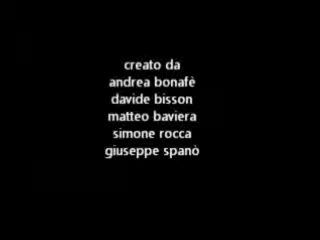 creato da
andrea bonafè
davide bisson
matteo baviera
simone rocca
giuseppe spanò